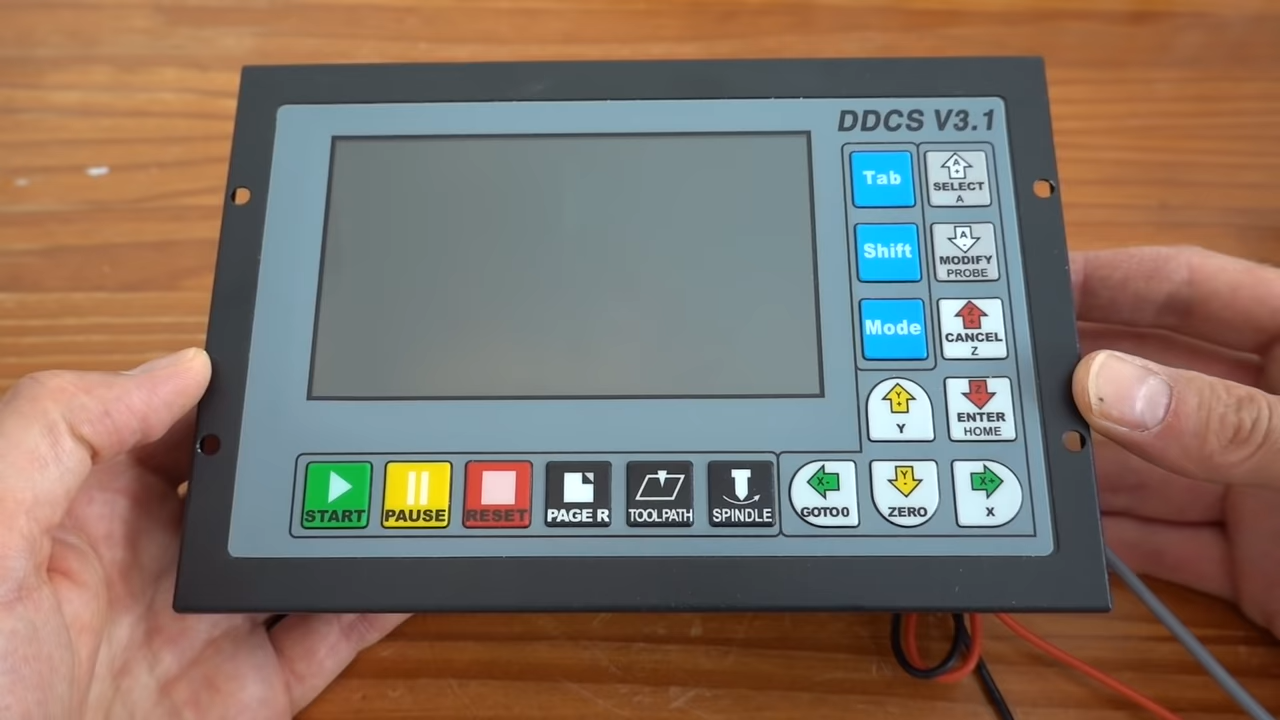 DDCS V3.1
Tab
A+
SELECT
A
Shift
A-
MODIFY
PROBE
Mode
Z+
CANCEL
Z
Y+
Y
Z-
ENTER
HOME
START
PAUSE
RESET
PAGE R
TOOLPATH
SPINDLE
X-
GOTO0
Y-
ZERO
X+
X